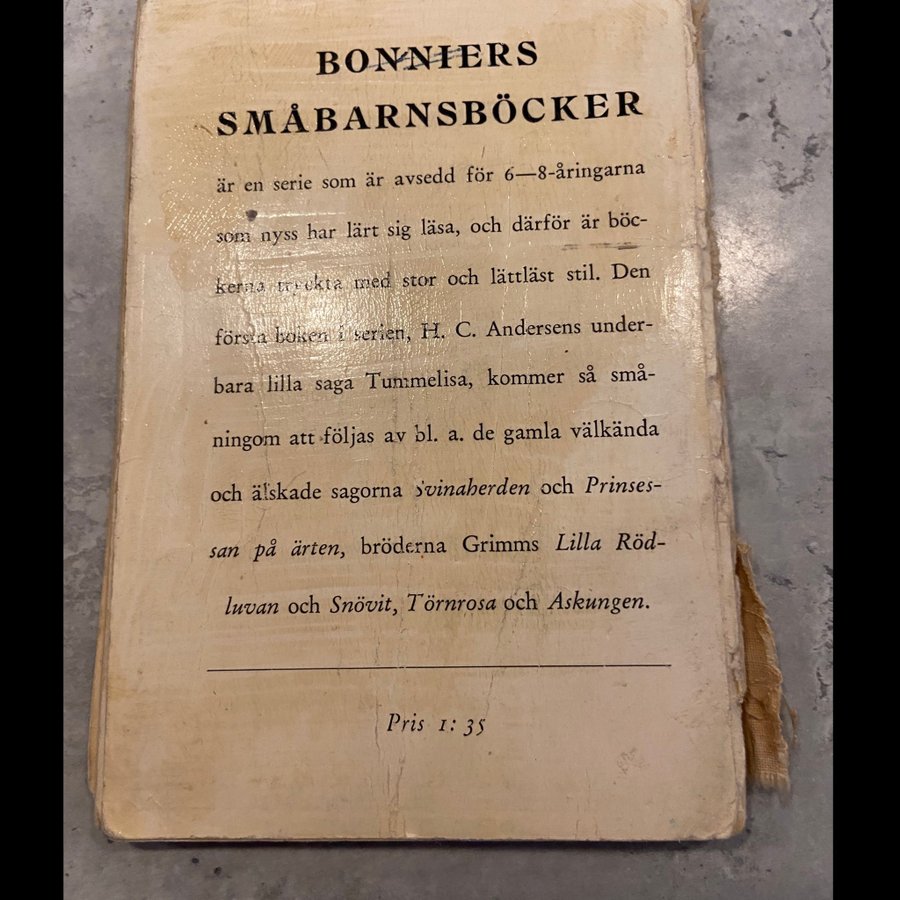 BONNIERS
SMÅBARNSBÖCKER
är en serie som är avsedd för 6—8-åringarna
som nyss har lärt sig läsa, och därför är böc-
kerna tryckta med stor och lättläst stil. Den
första boken i serien, H. C. Andersens under-
bara lilla saga Tummelisa, kommer så små-
ningom att följas av bl. a. de gamla välkända
och älskade sagorna Svinaherden och Prinses-
san på ärten, bröderna Grimms Lilla Röd-
luvan och Snövit, Törnrosa och Askungen.
Pris 1: 35